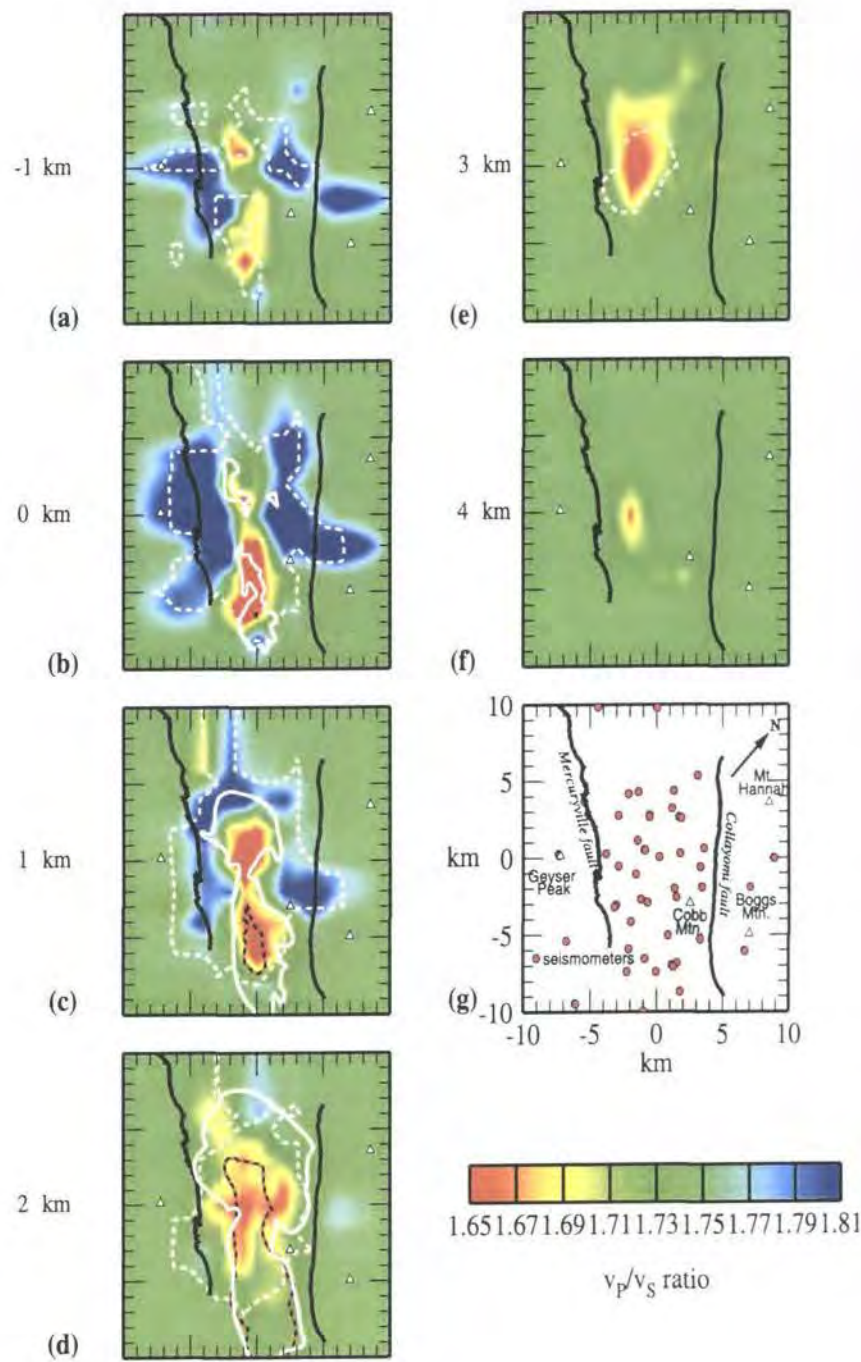 -1 km
(a)
0 km
(b)
1 km
(c)
2 km
(d)
3 km
(e)
4 km
(f)
10
5
km
0
-5
-10
(g)
N
Mt.
Hannah
Mercuryville fault
Collayomi fault
Geyser
Peak
Cobb
Mtn.
Boggs
Mtn.
seismometers
-10
-5
0
5
10
km
1.65 1.67 1.69 1.71 1.73 1.75 1.77 1.79 1.81
vP/vS ratio